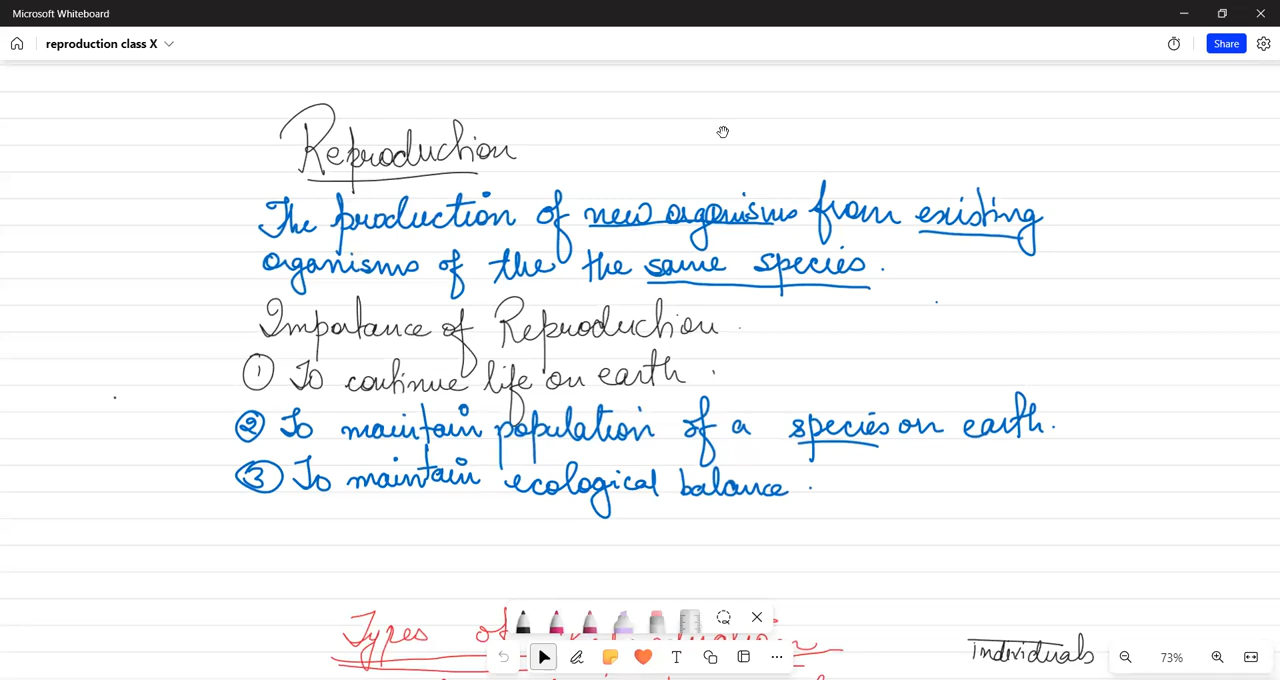 Microsoft Whiteboard
reproduction class X
Share
Reproduction
The production of new organisms from existing
organisms of the the same species.
Importance of Reproduction.
① To continue life on earth.
② To maintain population of a species on earth.
③ To maintain ecological balance.
Types of
Individuals
73%